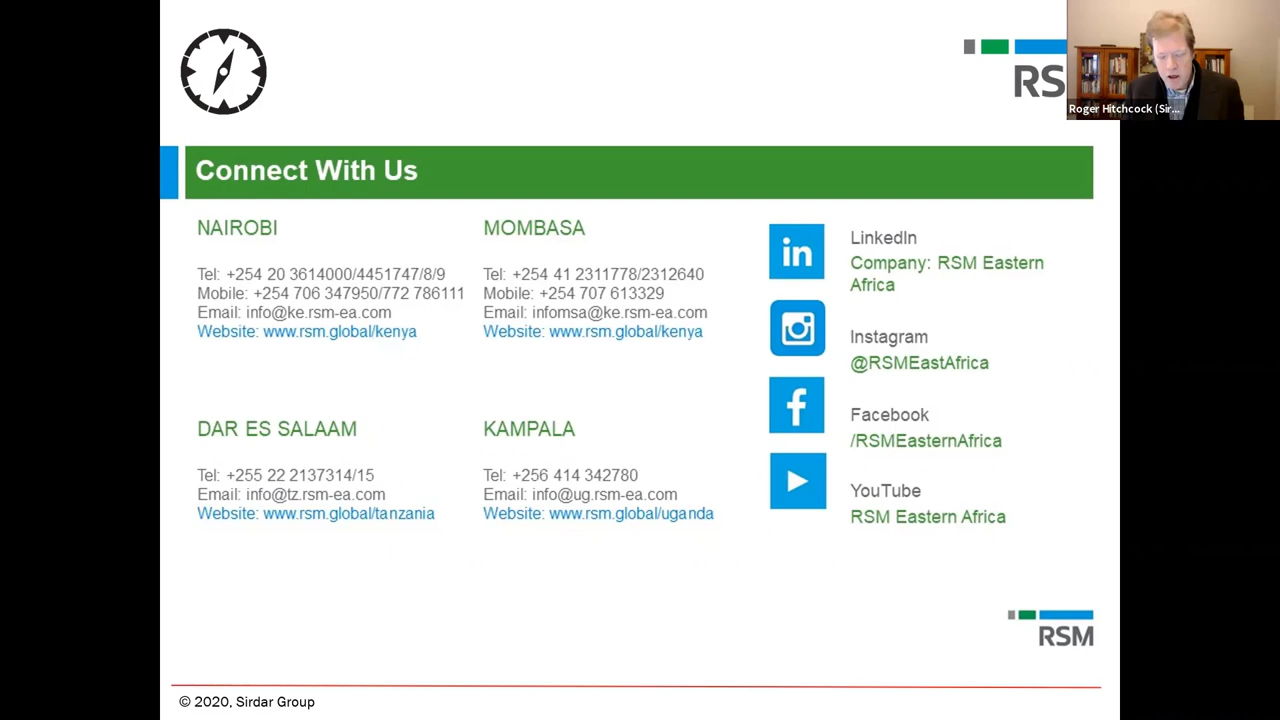 RS
Roger Hitchcock (Sir...
Connect With Us
NAIROBI
Tel: +254 20 3614000/4451747/8/9
Mobile: +254 706 347950/772 786111
Email: info@ke.rsm-ea.com
Website: www.rsm.global/kenya
MOMBASA
Tel: +254 41 2311778/2312640
Mobile: +254 707 613329
Email: infomsa@ke.rsm-ea.com
Website: www.rsm.global/kenya
DAR ES SALAAM
Tel: +255 22 2137314/15
Email: info@tz.rsm-ea.com
Website: www.rsm.global/tanzania
KAMPALA
Tel: +256 414 342780
Email: info@ug.rsm-ea.com
Website: www.rsm.global/uganda
in
LinkedIn
Company: RSM Eastern
Africa
Instagram
@RSMEastAfrica
f
Facebook
/RSMEasternAfrica
YouTube
RSM Eastern Africa
RSM
© 2020, Sirdar Group